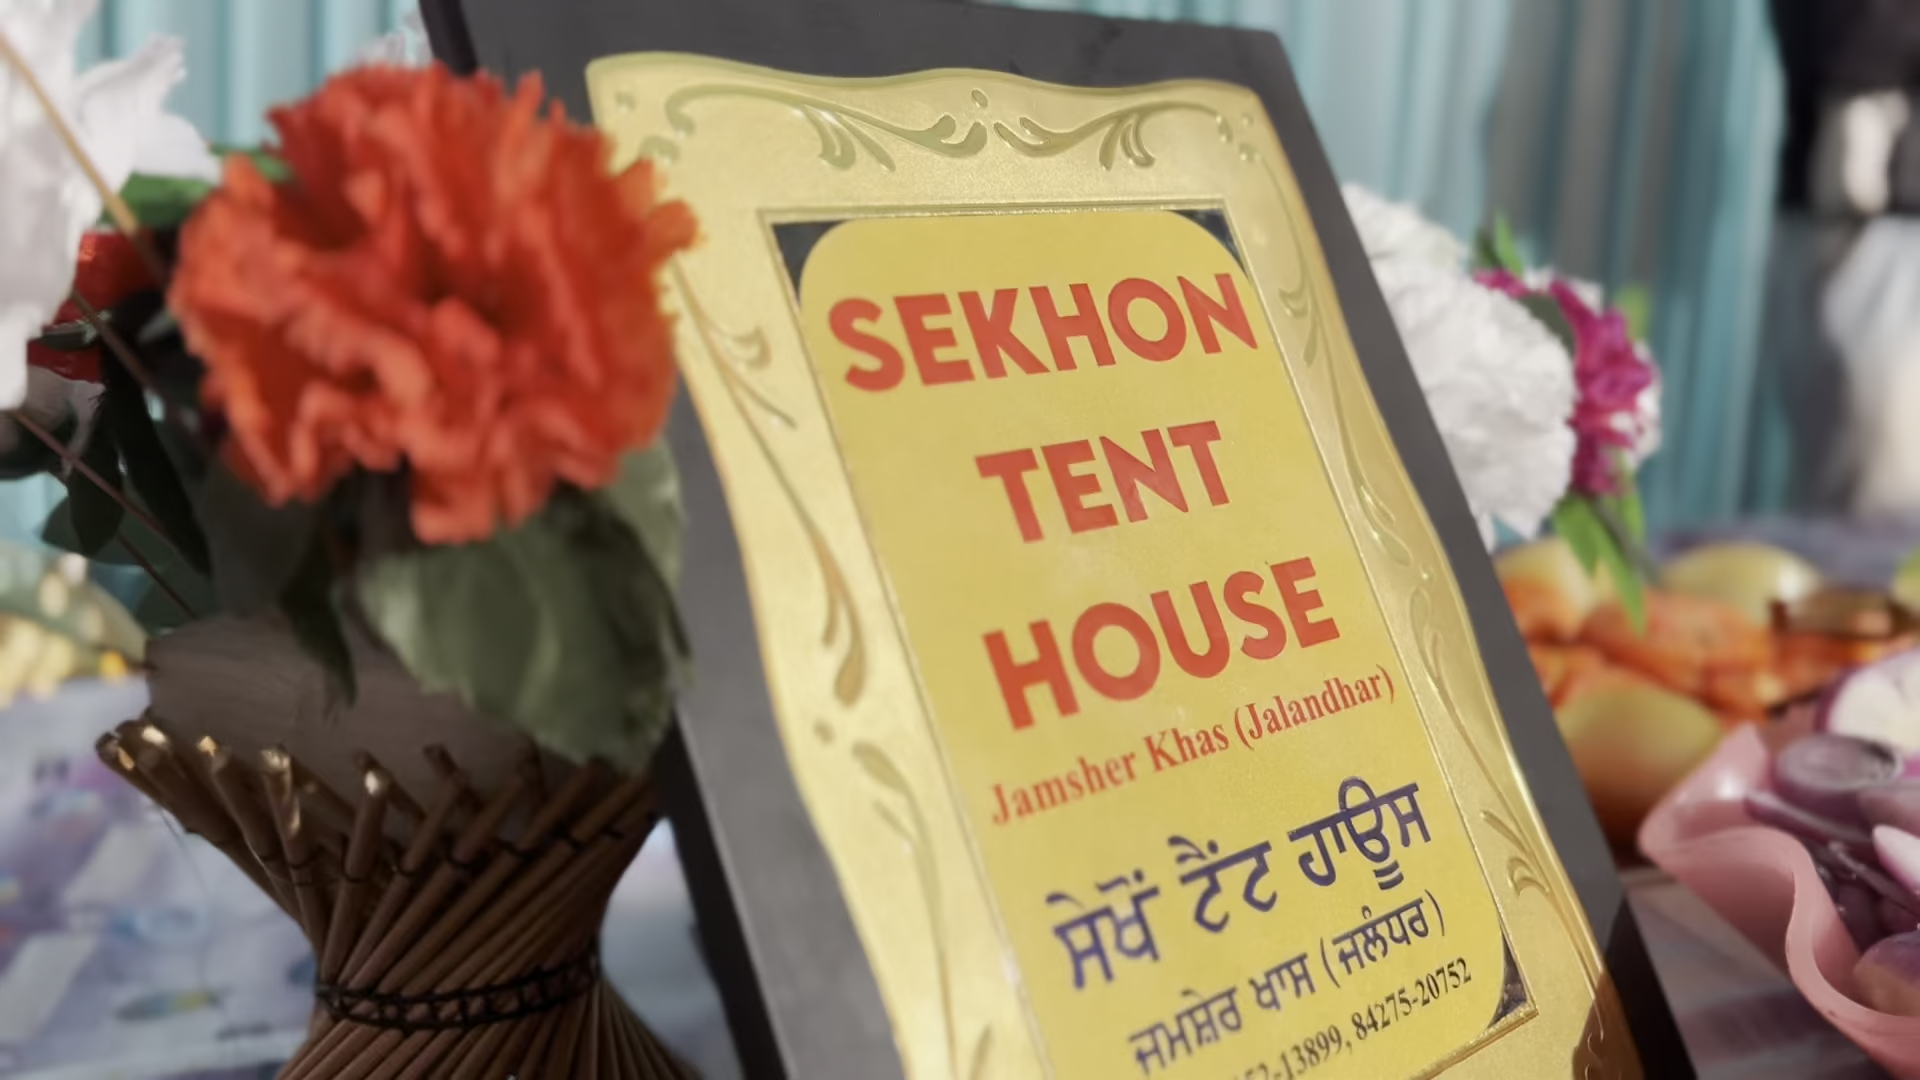 SEKHON
TENT
HOUSE
Jamsher Khas (Jalandhar)
ਸੇਖੋਂ ਟੈਂਟ ਹਾਊਸ
ਜਮਸ਼ੇਰ ਖਾਸ (ਜਲੰਧਰ)
84275-20752